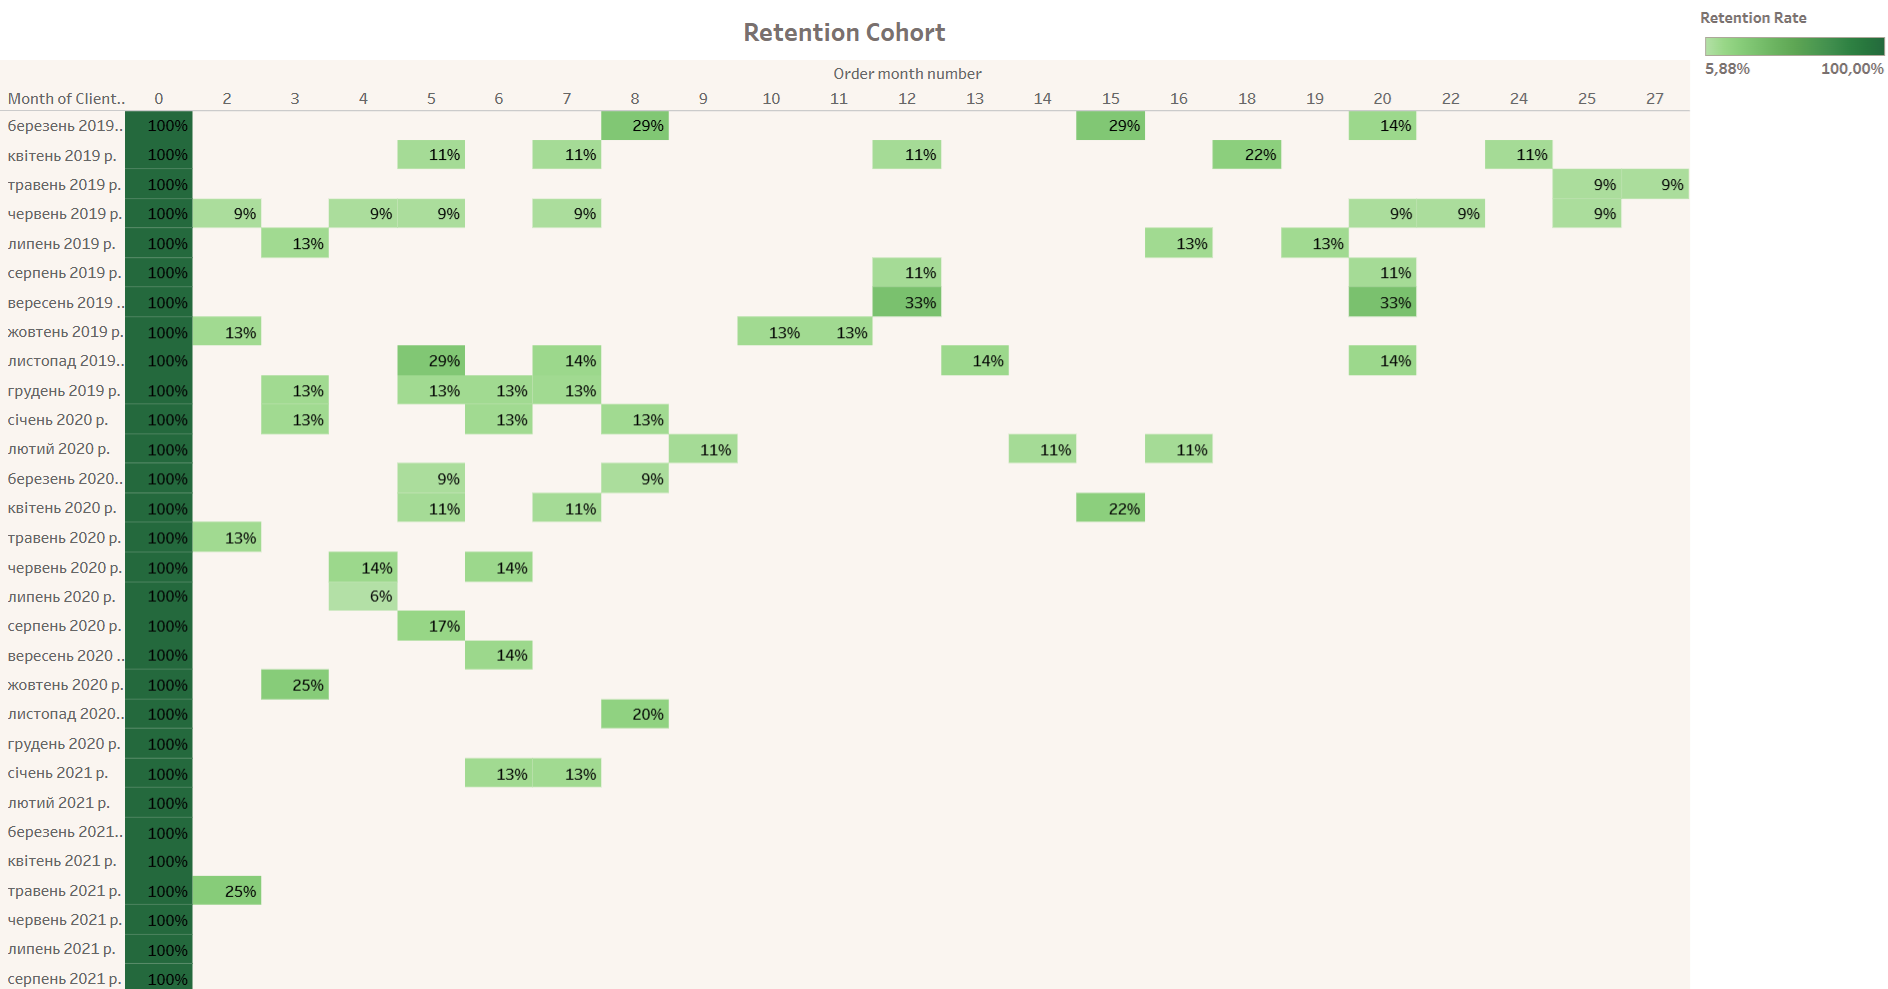 Retention Cohort
Retention Rate
5,88% 100,00%
Order month number
Month of Client.. 0 2 3 4 5 6 7 8 9 10 11 12 13 14 15 16 18 19 20 22 24 25 27
березень 2019.. 100% 29% 29% 14%
квітень 2019 р. 100% 11% 11% 11% 22% 11%
травень 2019 р. 100% 9% 9%
червень 2019 р. 100% 9% 9% 9% 9% 9% 9% 9%
липень 2019 р. 100% 13% 13% 13%
серпень 2019 р. 100% 11% 11%
вересень 2019 .. 100% 33% 33%
жовтень 2019 р. 100% 13% 13% 13%
листопад 2019.. 100% 29% 14% 14% 14%
грудень 2019 р. 100% 13% 13% 13% 13%
січень 2020 р. 100% 13% 13% 13%
лютий 2020 р. 100% 11% 11% 11%
березень 2020.. 100% 9% 9%
квітень 2020 р. 100% 11% 11% 22%
травень 2020 р. 100% 13%
червень 2020 р. 100% 14% 14%
липень 2020 р. 100% 6%
серпень 2020 р. 100% 17%
вересень 2020 .. 100% 14%
жовтень 2020 р. 100% 25%
листопад 2020.. 100% 20%
грудень 2020 р. 100%
січень 2021 р. 100% 13% 13%
лютий 2021 р. 100%
березень 2021.. 100%
квітень 2021 р. 100%
травень 2021 р. 100% 25%
червень 2021 р. 100%
липень 2021 р. 100%
серпень 2021 р. 100%